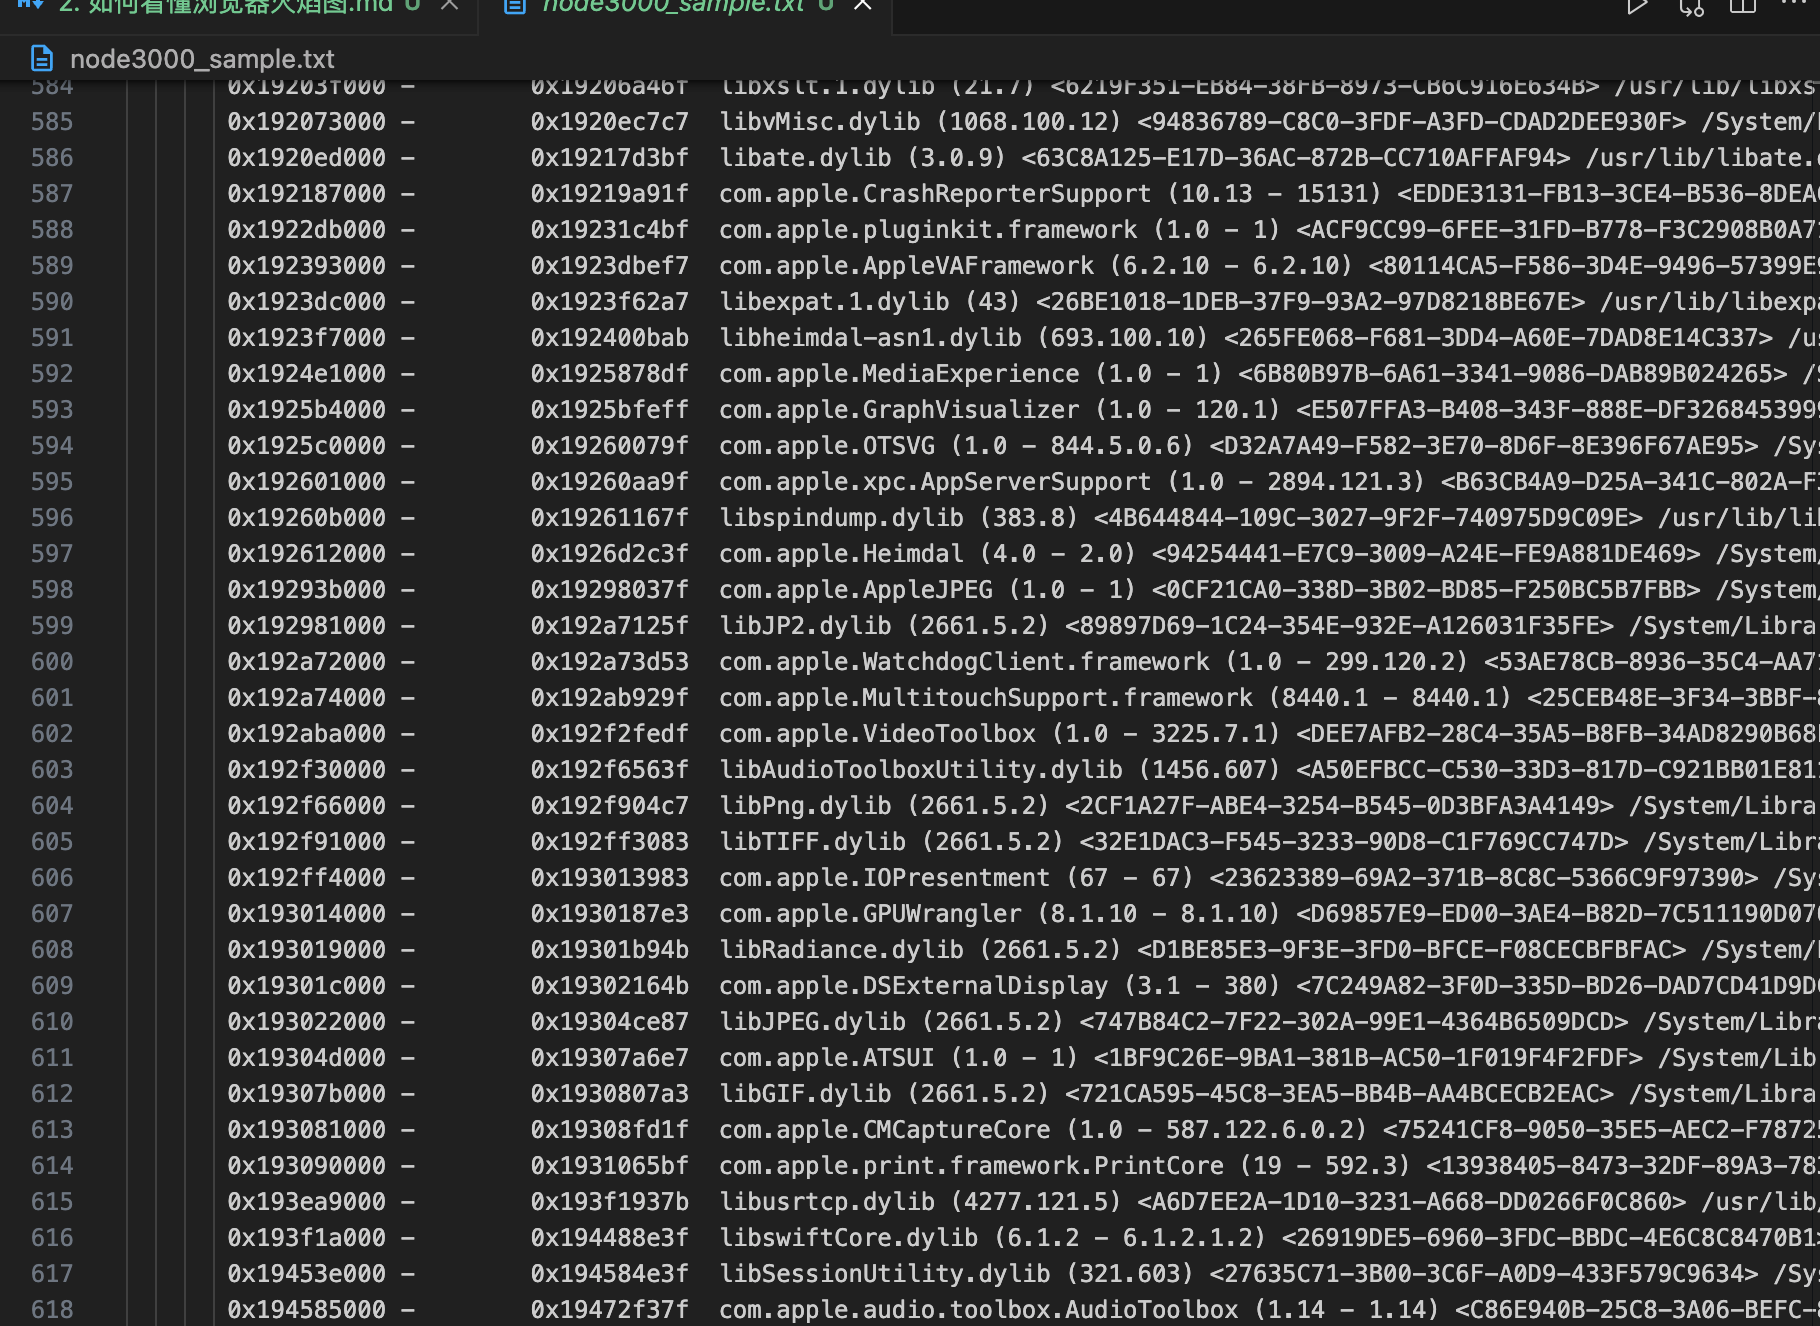 2. 如何看懂浏览器火焰图.md U
node3000_sample.txt U
node3000_sample.txt
584 0x19203f000 - 0x19206a46f libxslt.1.dylib (21.7) <6219F351-EB84-38FB-8973-CB6C916E634B> /usr/lib/libxs
585 0x192073000 - 0x1920ec7c7 libvMisc.dylib (1068.100.12) <94836789-C8C0-3FDF-A3FD-CDAD2DEE930F> /System/
586 0x1920ed000 - 0x19217d3bf libate.dylib (3.0.9) <63C8A125-E17D-36AC-872B-CC710AFFAF94> /usr/lib/libate.
587 0x192187000 - 0x19219a91f com.apple.CrashReporterSupport (10.13 - 15131) <EDDE3131-FB13-3CE4-B536-8DEA
588 0x1922db000 - 0x19231c4bf com.apple.pluginkit.framework (1.0 - 1) <ACF9CC99-6FEE-31FD-B778-F3C2908B0A7
589 0x192393000 - 0x1923dbef7 com.apple.AppleVAFramework (6.2.10 - 6.2.10) <80114CA5-F586-3D4E-9496-57399E
590 0x1923dc000 - 0x1923f62a7 libexpat.1.dylib (43) <26BE1018-1DEB-37F9-93A2-97D8218BE67E> /usr/lib/libexp
591 0x1923f7000 - 0x192400bab libheimdal-asn1.dylib (693.100.10) <265FE068-F681-3DD4-A60E-7DAD8E14C337> /u
592 0x1924e1000 - 0x1925878df com.apple.MediaExperience (1.0 - 1) <6B80B97B-6A61-3341-9086-DAB89B024265> /
593 0x1925b4000 - 0x1925bfeff com.apple.GraphVisualizer (1.0 - 120.1) <E507FFA3-B408-343F-888E-DF326845399
594 0x1925c0000 - 0x19260079f com.apple.OTSVG (1.0 - 844.5.0.6) <D32A7A49-F582-3E70-8D6F-8E396F67AE95> /Sy
595 0x192601000 - 0x19260aa9f com.apple.xpc.AppServerSupport (1.0 - 2894.121.3) <B63CB4A9-D25A-341C-802A-F
596 0x19260b000 - 0x19261167f libspindump.dylib (383.8) <4B644844-109C-3027-9F2F-740975D9C09E> /usr/lib/li
597 0x192612000 - 0x1926d2c3f com.apple.Heimdal (4.0 - 2.0) <94254441-E7C9-3009-A24E-FE9A881DE469> /System
598 0x19293b000 - 0x19298037f com.apple.AppleJPEG (1.0 - 1) <0CF21CA0-338D-3B02-BD85-F250BC5B7FBB> /System
599 0x192981000 - 0x192a7125f libJP2.dylib (2661.5.2) <89897D69-1C24-354E-932E-A126031F35FE> /System/Libra
600 0x192a72000 - 0x192a73d53 com.apple.WatchdogClient.framework (1.0 - 299.120.2) <53AE78CB-8936-35C4-AA7
601 0x192a74000 - 0x192ab929f com.apple.MultitouchSupport.framework (8440.1 - 8440.1) <25CEB48E-3F34-3BBF-
602 0x192aba000 - 0x192f2fedf com.apple.VideoToolbox (1.0 - 3225.7.1) <DEE7AFB2-28C4-35A5-B8FB-34AD8290B68
603 0x192f30000 - 0x192f6563f libAudioToolboxUtility.dylib (1456.607) <A50EFBCC-C530-33D3-817D-C921BB01E81
604 0x192f66000 - 0x192f904c7 libPng.dylib (2661.5.2) <2CF1A27F-ABE4-3254-B545-0D3BFA3A4149> /System/Libra
605 0x192f91000 - 0x192ff3083 libTIFF.dylib (2661.5.2) <32E1DAC3-F545-3233-90D8-C1F769CC747D> /System/Libr
606 0x192ff4000 - 0x193013983 com.apple.IOPresentment (67 - 67) <23623389-69A2-371B-8C8C-5366C9F97390> /Sy
607 0x193014000 - 0x1930187e3 com.apple.GPUWrangler (8.1.10 - 8.1.10) <D69857E9-ED00-3AE4-B82D-7C511190D07
608 0x193019000 - 0x19301b94b libRadiance.dylib (2661.5.2) <D1BE85E3-9F3E-3FD0-BFCE-F08CECBFBFAC> /System/
609 0x19301c000 - 0x19302164b com.apple.DSExternalDisplay (3.1 - 380) <7C249A82-3F0D-335D-BD26-DAD7CD41D9D
610 0x193022000 - 0x19304ce87 libJPEG.dylib (2661.5.2) <747B84C2-7F22-302A-99E1-4364B6509DCD> /System/Libr
611 0x19304d000 - 0x19307a6e7 com.apple.ATSUI (1.0 - 1) <1BF9C26E-9BA1-381B-AC50-1F019F4F2FDF> /System/Lib
612 0x19307b000 - 0x1930807a3 libGIF.dylib (2661.5.2) <721CA595-45C8-3EA5-BB4B-AA4BCECB2EAC> /System/Libra
613 0x193081000 - 0x19308fd1f com.apple.CMCaptureCore (1.0 - 587.122.6.0.2) <75241CF8-9050-35E5-AEC2-F7872
614 0x193090000 - 0x1931065bf com.apple.print.framework.PrintCore (19 - 592.3) <13938405-8473-32DF-89A3-78
615 0x193ea9000 - 0x193f1937b libusrtcp.dylib (4277.121.5) <A6D7EE2A-1D10-3231-A668-DD0266F0C860> /usr/lib
616 0x193f1a000 - 0x194488e3f libswiftCore.dylib (6.1.2 - 6.1.2.1.2) <26919DE5-6960-3FDC-BBDC-4E6C8C8470B1>
617 0x19453e000 - 0x194584e3f libSessionUtility.dylib (321.603) <27635C71-3B00-3C6F-A0D9-433F579C9634> /Sy
618 0x194585000 - 0x19472f37f com.apple.audio.toolbox.AudioToolbox (1.14 - 1.14) <C86E940B-25C8-3A06-BEFC-